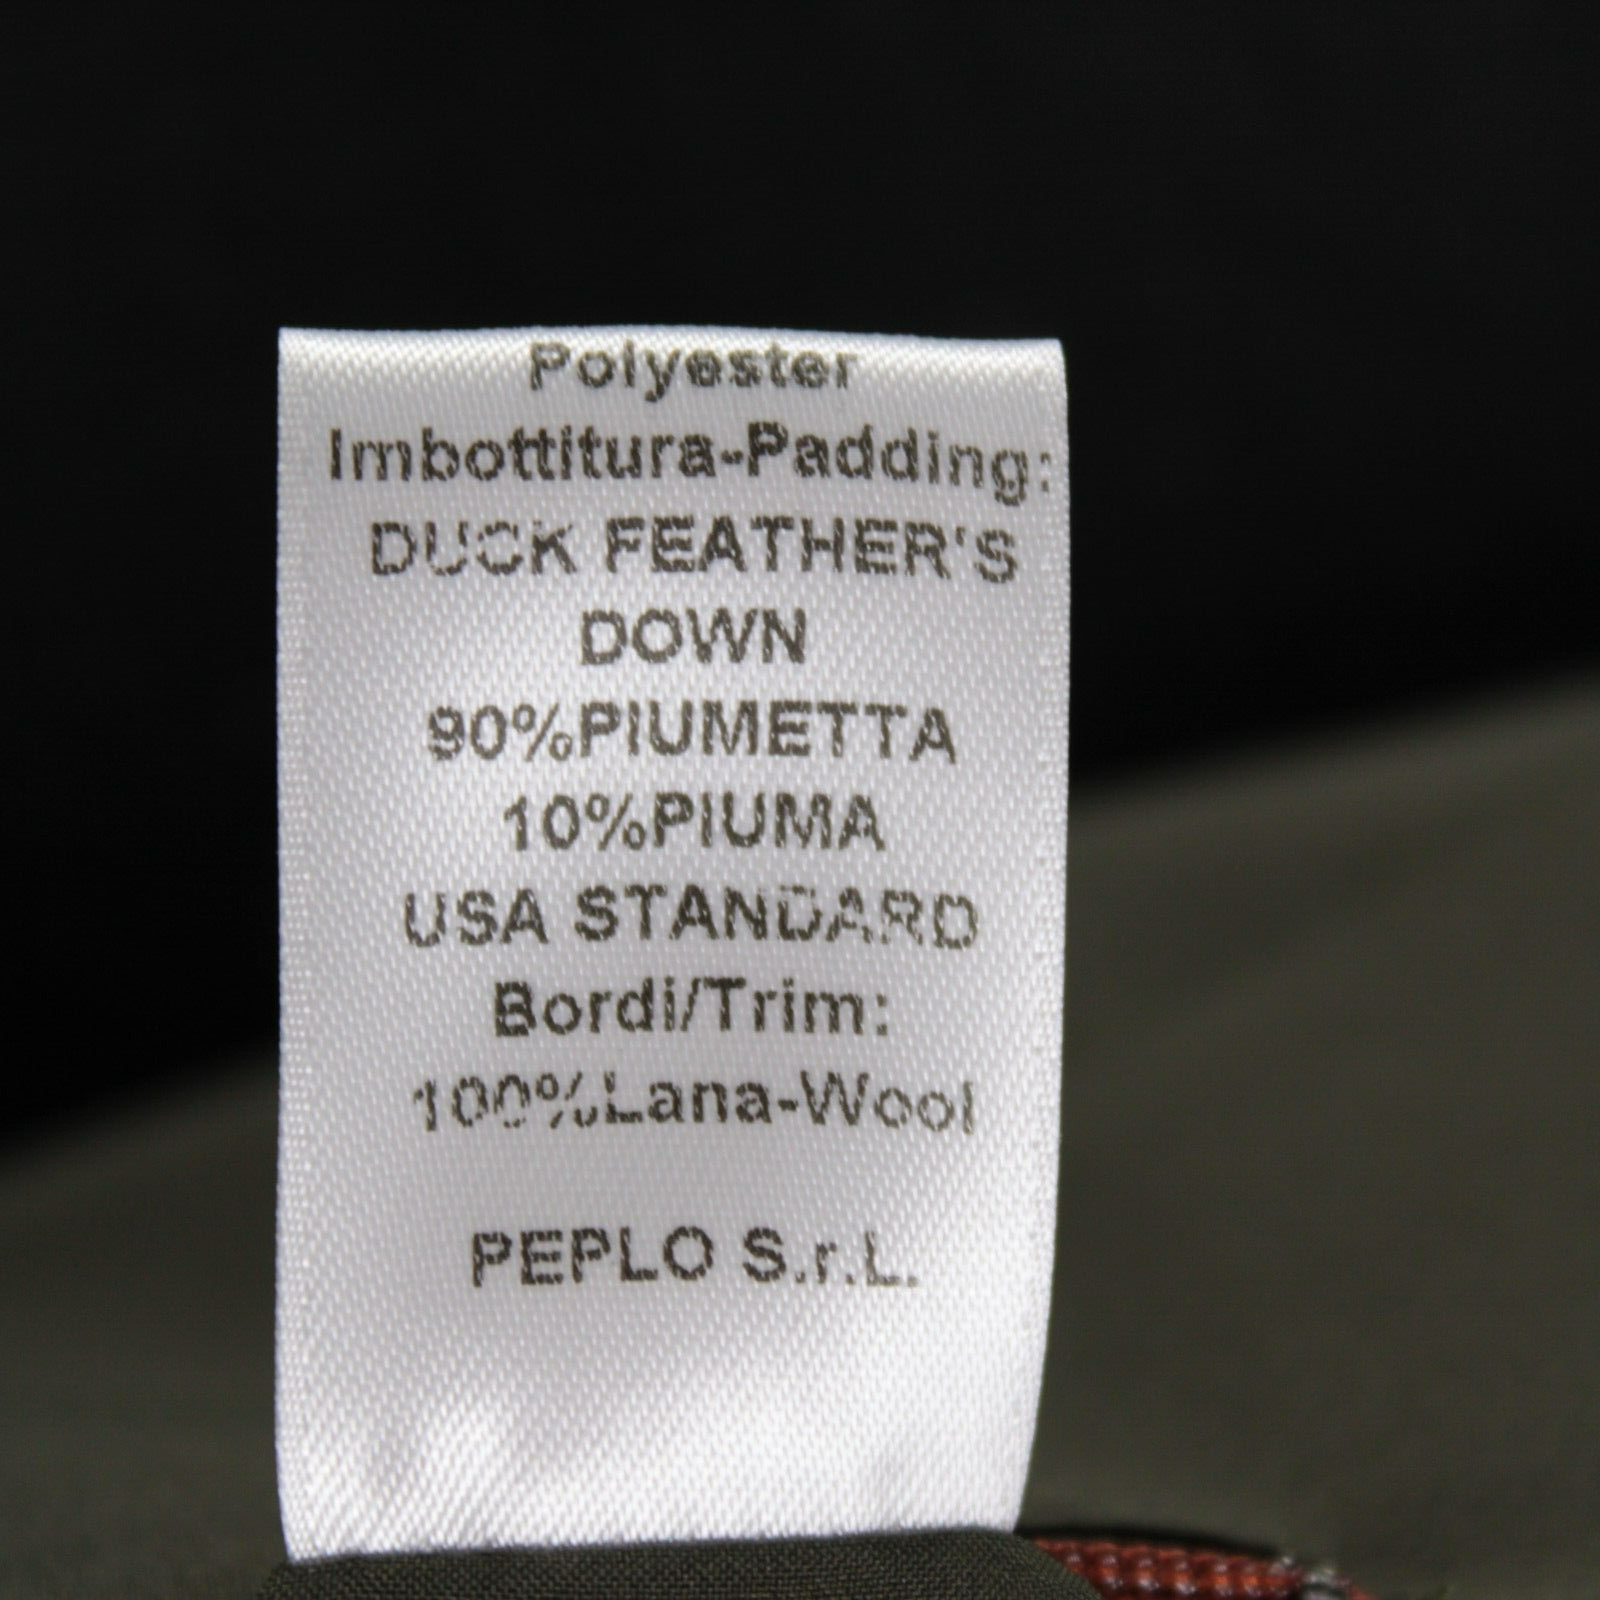 Polyester
Imbottitura-Padding:
DUCK FEATHER'S
DOWN
90%PIUMETTA
10%PIUMA
USA STANDARD
Bordi/Trim:
100%Lana-Wool
PEPLO S.r.L.